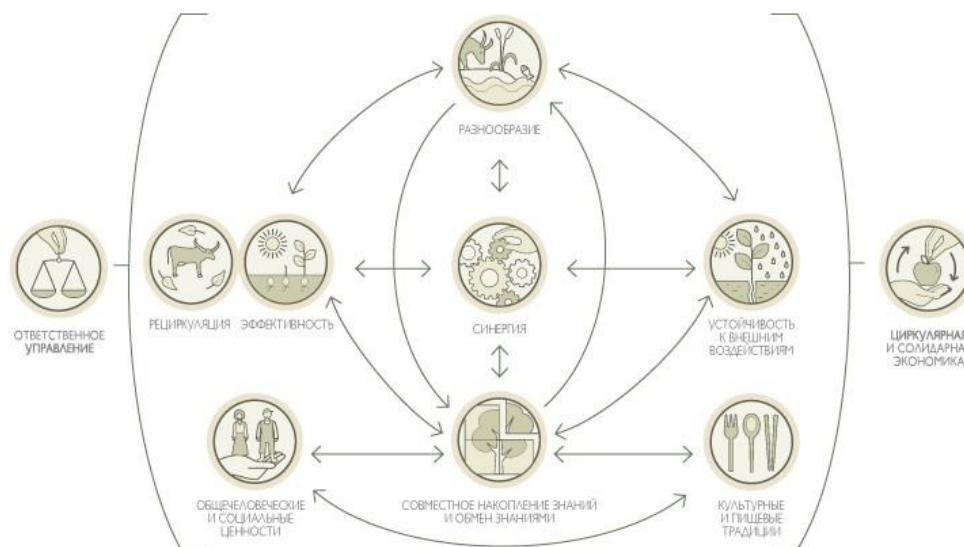 РАЗНООБРАЗИЕ
РЕЦИРКУЛЯЦИЯ
ЭФФЕКТИВНОСТЬ
СИНЕРГИЯ
УСТОЙЧИВОСТЬ
К ВНЕШНИМ
ВОЗДЕЙСТВИЯМ
ОТВЕТСТВЕННОЕ
УПРАВЛЕНИЕ
ЦИРКУЛЯРНАЯ
И СОЛИДАРНА
ЭКОНОМИКА
ОБЩЕЧЕЛОВЕЧЕСКИЕ
И СОЦИАЛЬНЫЕ
ЦЕННОСТИ
СОВМЕСТНОЕ НАКОПЛЕНИЕ ЗНАНИЙ
И ОБМЕН ЗНАНИЯМИ
КУЛЬТУРНЫЕ
И ПИЩЕВЫЕ
ТРАДИЦИИ